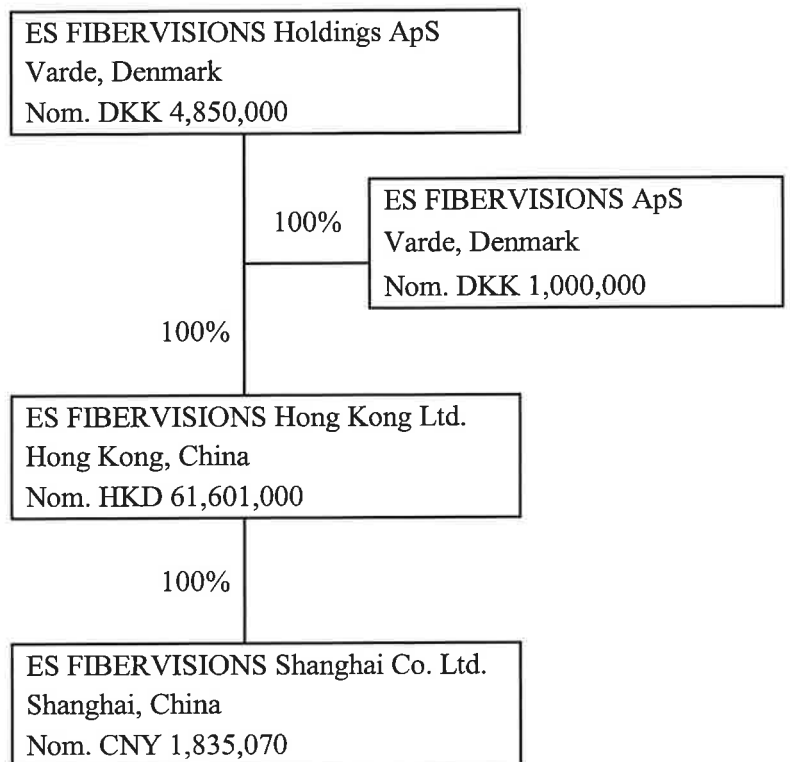 ES FIBERVISIONS Holdings ApS
Varde, Denmark
Nom. DKK 4,850,000
100%
ES FIBERVISIONS ApS
Varde, Denmark
Nom. DKK 1,000,000
100%
ES FIBERVISIONS Hong Kong Ltd.
Hong Kong, China
Nom. HKD 61,601,000
100%
ES FIBERVISIONS Shanghai Co. Ltd.
Shanghai, China
Nom. CNY 1,835,070